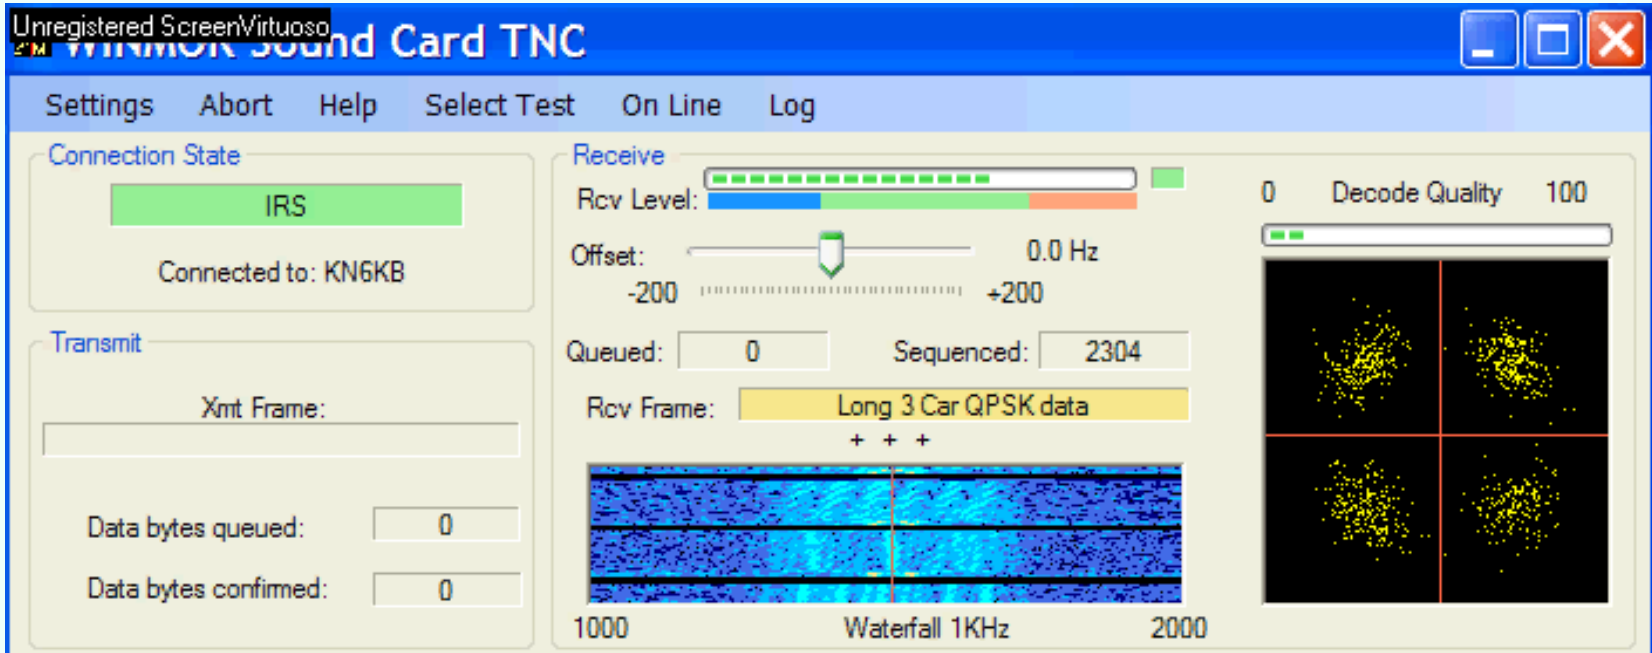 Unregistered ScreenVirtuoso
WINMOR Sound Card TNC
Settings Abort Help Select Test On Line Log
Connection State
IRS
Connected to: KN6KB
Transmit
Xmt Frame:
Data bytes queued: 0
Data bytes confirmed: 0
Receive
Rcv Level:
Offset: 0.0 Hz
-200 +200
Queued: 0 Sequenced: 2304
Rcv Frame: Long 3 Car QPSK data
+ + +
1000 Waterfall 1KHz 2000
0 Decode Quality 100